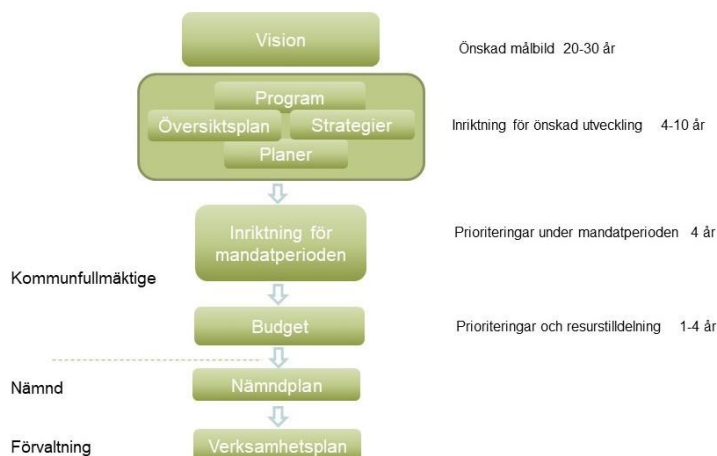 Vision
Önskad målbild 20-30 år
Program
Översiktsplan
Strategier
Inriktning för önskad utveckling 4-10 år
Planer
Inriktning för
mandatperioden
Prioriteringar under mandatperioden 4 år
Kommunfullmäktige
Budget
Prioriteringar och resurstilldelning 1-4 år
Nämnd
Nämndplan
Förvaltning
Verksamhetsplan